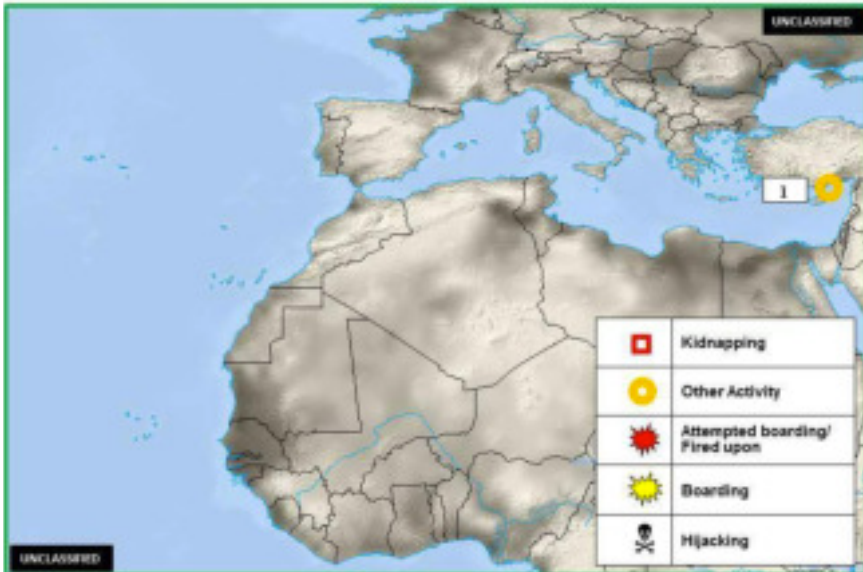 UNCLASSIFIED
1
Kidnapping
Other Activity
Attempted boarding/
Fired upon
Boarding
Hijacking
UNCLASSIFIED